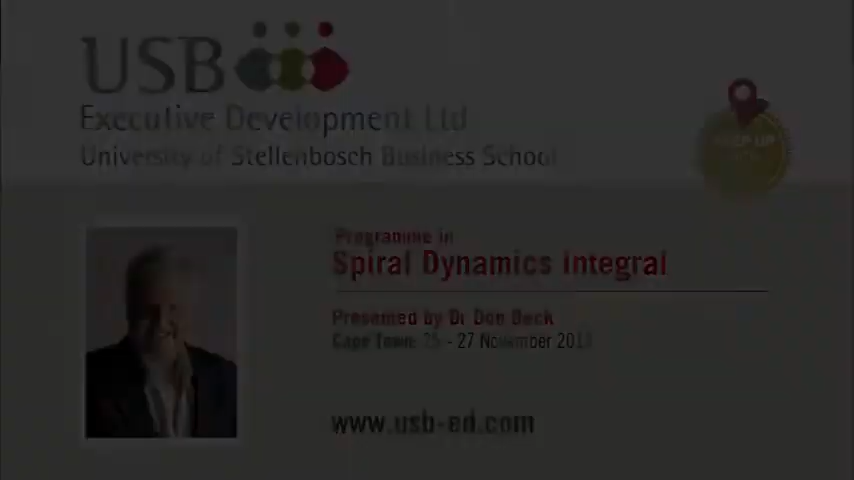 USB
Executive Development Ltd
University of Stellenbosch Business School
Programme in
Spiral Dynamics Integral
Presented by Dr Don Beck
Cape Town: 25 - 27 November
www.usb-ed.com